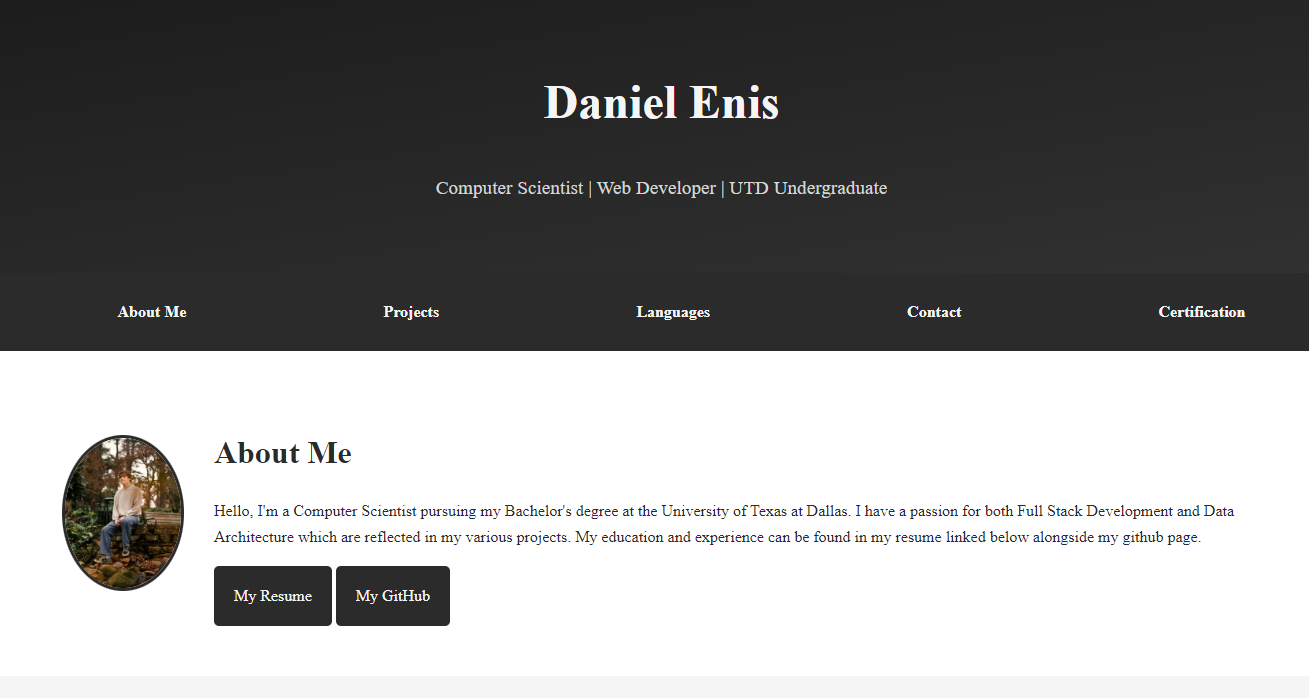 Daniel Enis
Computer Scientist | Web Developer | UTD Undergraduate
About Me Projects Languages Contact Certification
About Me
Hello, I'm a Computer Scientist pursuing my Bachelor's degree at the University of Texas at Dallas. I have a passion for both Full Stack Development and Data
Architecture which are reflected in my various projects. My education and experience can be found in my resume linked below alongside my github page.
My Resume My GitHub